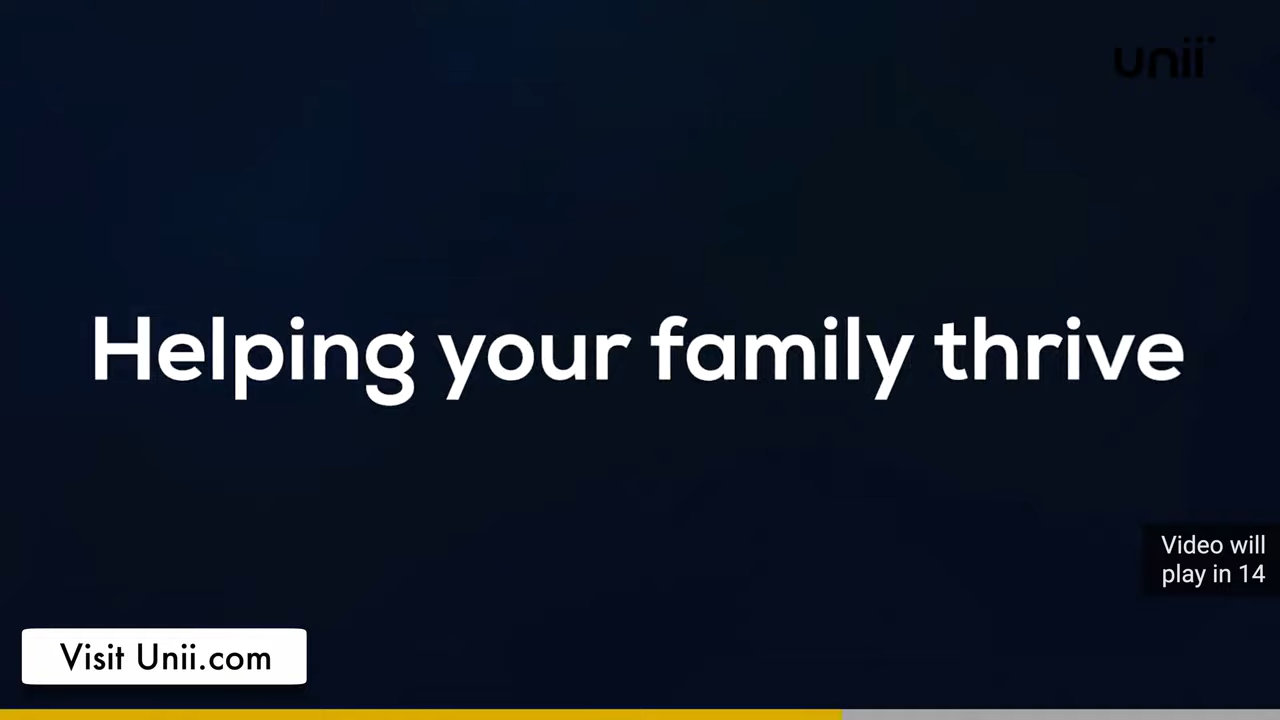 unii
Helping your family thrive
Video will
play in 14
Visit Unii.com